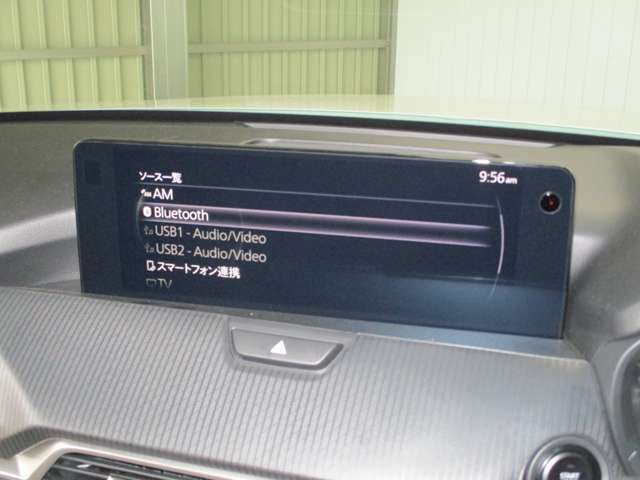 ソース一覧
9:56am
AM
Bluetooth
USB1 - Audio/Video
USB2 - Audio/Video
スマートフォン連携
TV
START